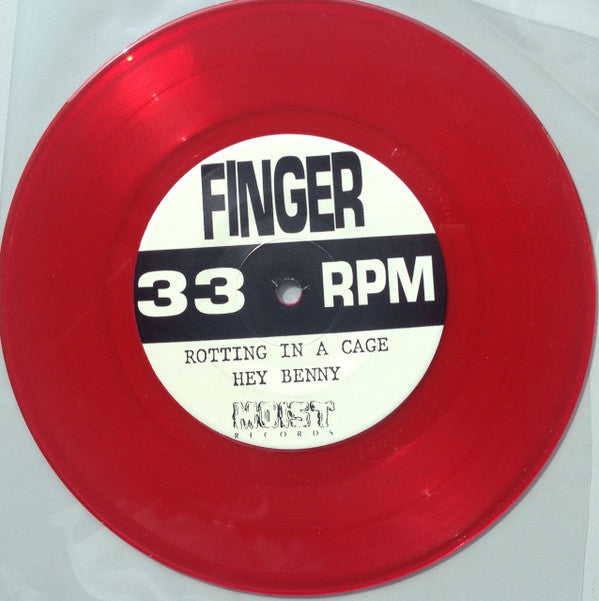 FINGER
33 RPM
ROTTING IN A CAGE
HEY BENNY
MOIST
RECORDS